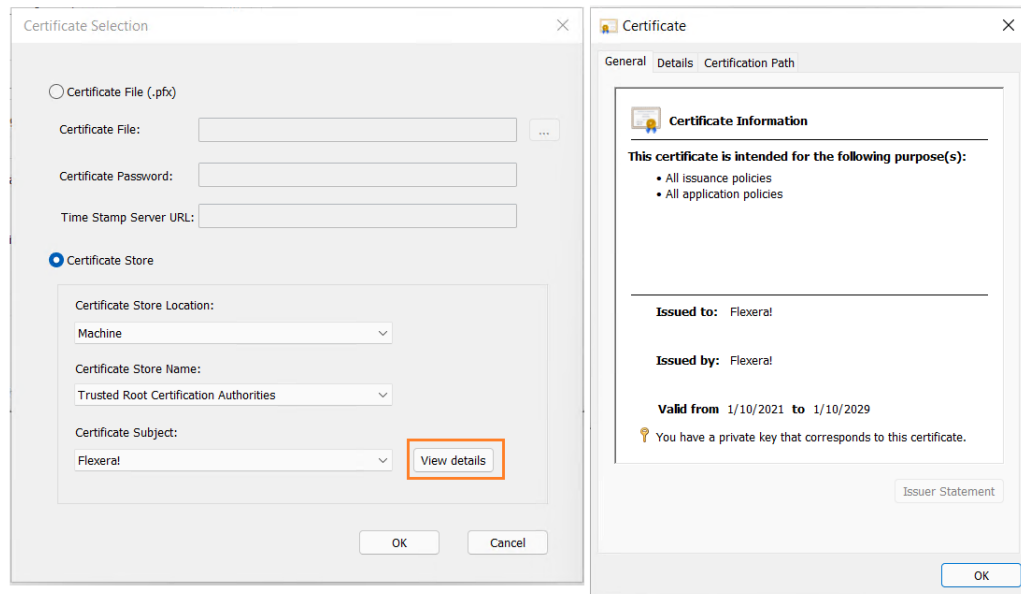 Certificate Selection
Certificate File (.pfx)
Certificate File:
...
Certificate Password:
Time Stamp Server URL:
Certificate Store
Certificate Store Location:
Machine
Certificate Store Name:
Trusted Root Certification Authorities
Certificate Subject:
Flexera!
View details
OK
Cancel
Certificate
General Details Certification Path
Certificate Information
This certificate is intended for the following purpose(s):
• All issuance policies
• All application policies
Issued to: Flexera!
Issued by: Flexera!
Valid from 1/10/2021 to 1/10/2029
You have a private key that corresponds to this certificate.
Issuer Statement
OK